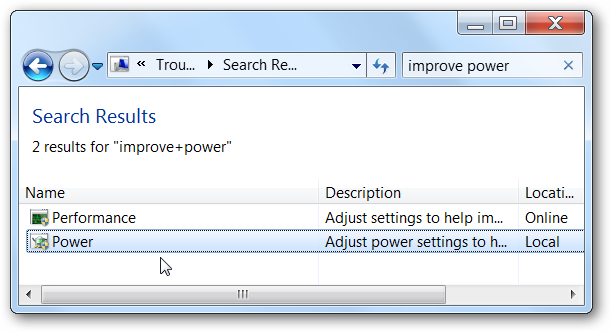 « Trou... Search Re... improve power
Search Results
2 results for "improve+power"
Name Description Locati...
Performance Adjust settings to help im... Online
Power Adjust power settings to h... Local